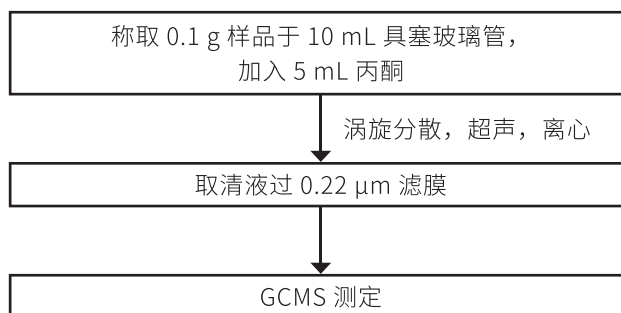 称取 0.1 g 样品于 10 mL 具塞玻璃管，
加入 5 mL 丙酮
涡旋分散，超声，离心
取清液过 0.22 μm 滤膜
GCMS 测定